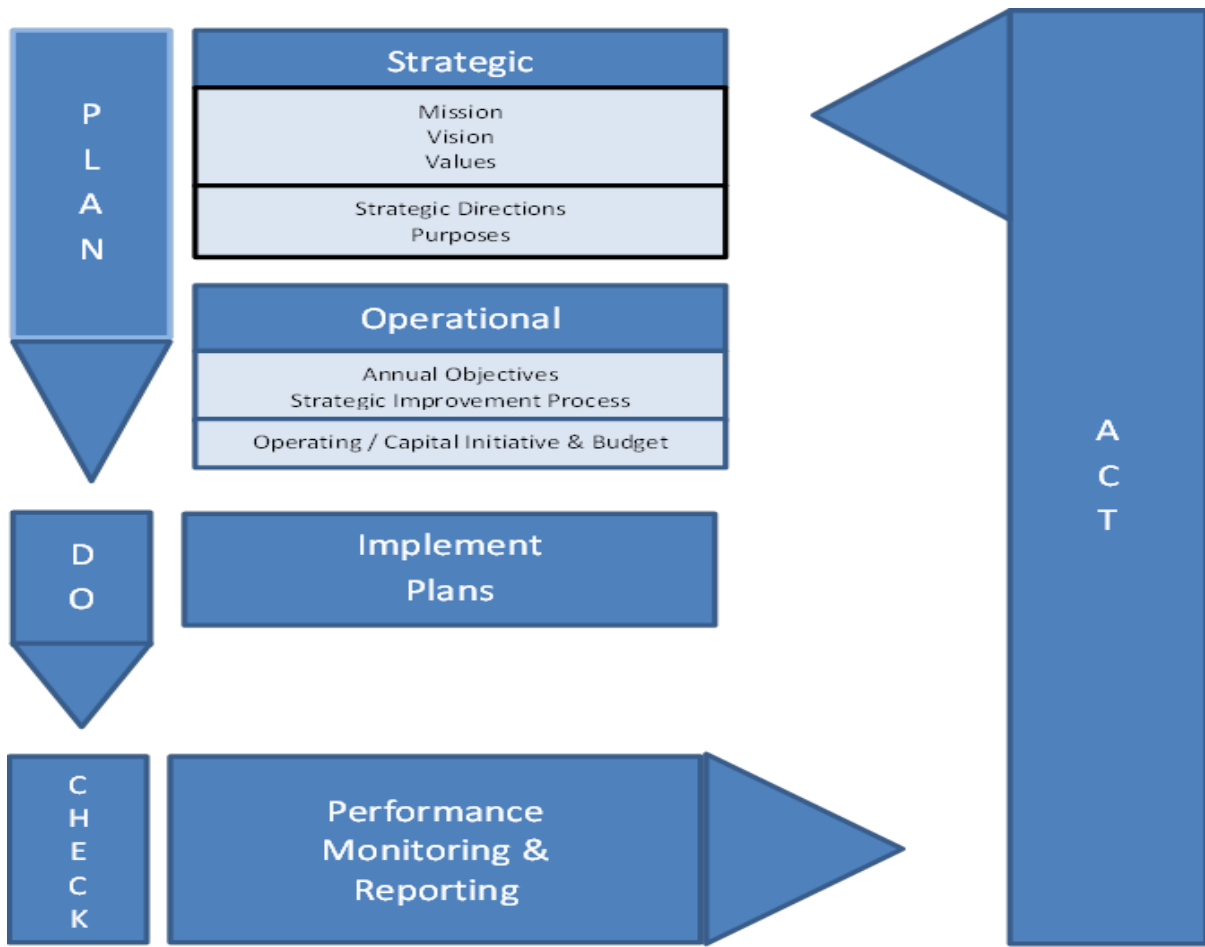 PLAN
Strategic
Mission
Vision
Values
Strategic Directions
Purposes
Operational
Annual Objectives
Strategic Improvement Process
Operating / Capital Initiative & Budget
DO
Implement
Plans
CHECK
Performance
Monitoring &
Reporting
ACT